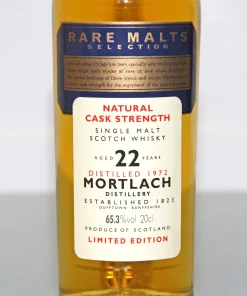 RARE MALTS
SELECTION
NATURAL
CASK STRENGTH
SINGLE MALT
SCOTCH WHISKY
AGED 22 YEARS
DISTILLED 1972
MORTLACH
DISTILLERY
ESTABLISHED 1823
DUFFTOWN BANFFSHIRE
65.3%vol 20cl
PRODUCE OF SCOTLAND
LIMITED EDITION